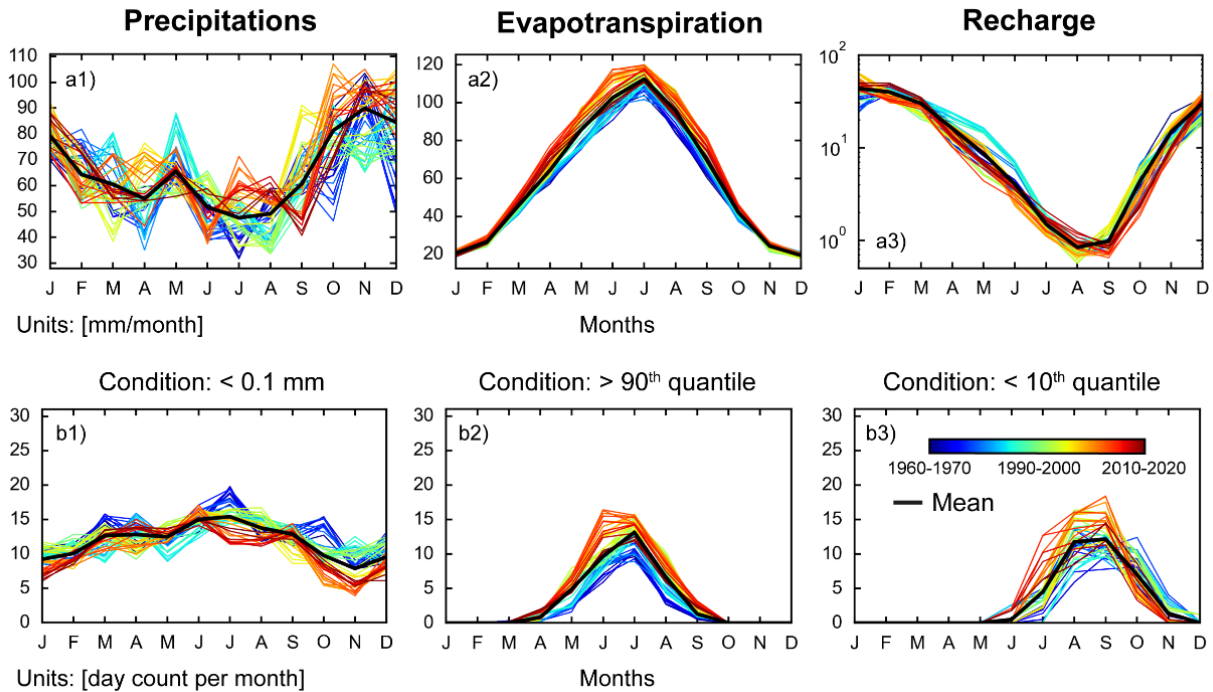 Precipitations
Evapotranspiration
Recharge
a1)
110
100
90
80
70
60
50
40
30
J F M A M J J A S O N D
a2)
120
100
80
60
40
20
J F M A M J J A S O N D
a3)
10²
10¹
10⁰
J F M A M J J A S O N D
Units: [mm/month]
Months
Condition: < 0.1 mm
Condition: > 90th quantile
Condition: < 10th quantile
b1)
30
25
20
15
10
5
0
J F M A M J J A S O N D
b2)
30
25
20
15
10
5
0
J F M A M J J A S O N D
b3)
30
25
20
15
10
5
0
1960-1970 1990-2000 2010-2020
Mean
J F M A M J J A S O N D
Units: [day count per month]
Months